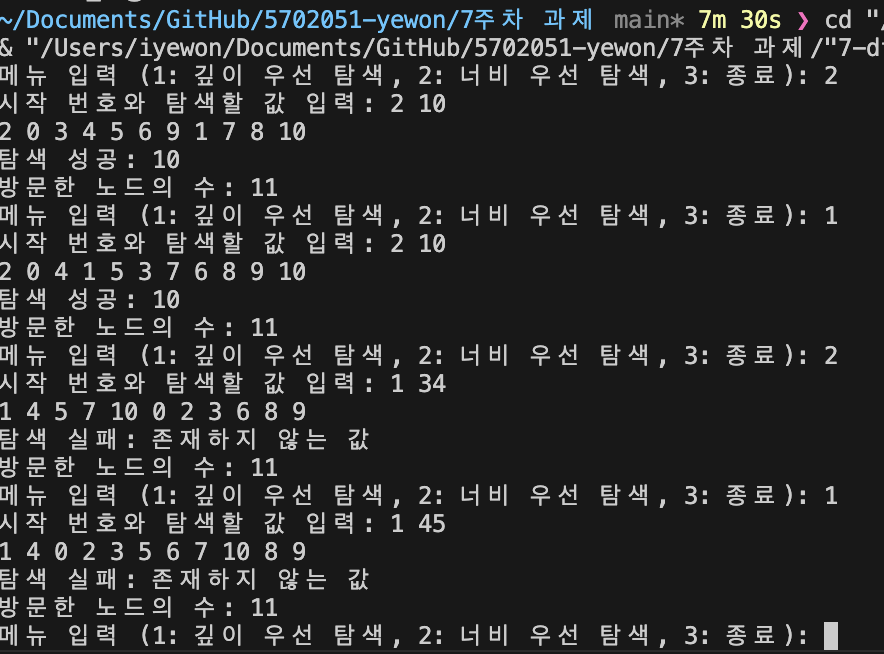 ~/Documents/GitHub/5702051-yewon/7주차 과제 main* 7m 30s ❯ cd "/
& "/Users/iyewon/Documents/GitHub/5702051-yewon/7주차 과제/"7-d
메뉴 입력 (1: 깊이 우선 탐색, 2: 너비 우선 탐색, 3: 종료): 2
시작 번호와 탐색할 값 입력: 2 10
2 0 3 4 5 6 9 1 7 8 10
탐색 성공: 10
방문한 노드의 수: 11
메뉴 입력 (1: 깊이 우선 탐색, 2: 너비 우선 탐색, 3: 종료): 1
시작 번호와 탐색할 값 입력: 2 10
2 0 4 1 5 3 7 6 8 9 10
탐색 성공: 10
방문한 노드의 수: 11
메뉴 입력 (1: 깊이 우선 탐색, 2: 너비 우선 탐색, 3: 종료): 2
시작 번호와 탐색할 값 입력: 1 34
1 4 5 7 10 0 2 3 6 8 9
탐색 실패: 존재하지 않는 값
방문한 노드의 수: 11
메뉴 입력 (1: 깊이 우선 탐색, 2: 너비 우선 탐색, 3: 종료): 1
시작 번호와 탐색할 값 입력: 1 45
1 4 0 2 3 5 6 7 10 8 9
탐색 실패: 존재하지 않는 값
방문한 노드의 수: 11
메뉴 입력 (1: 깊이 우선 탐색, 2: 너비 우선 탐색, 3: 종료):